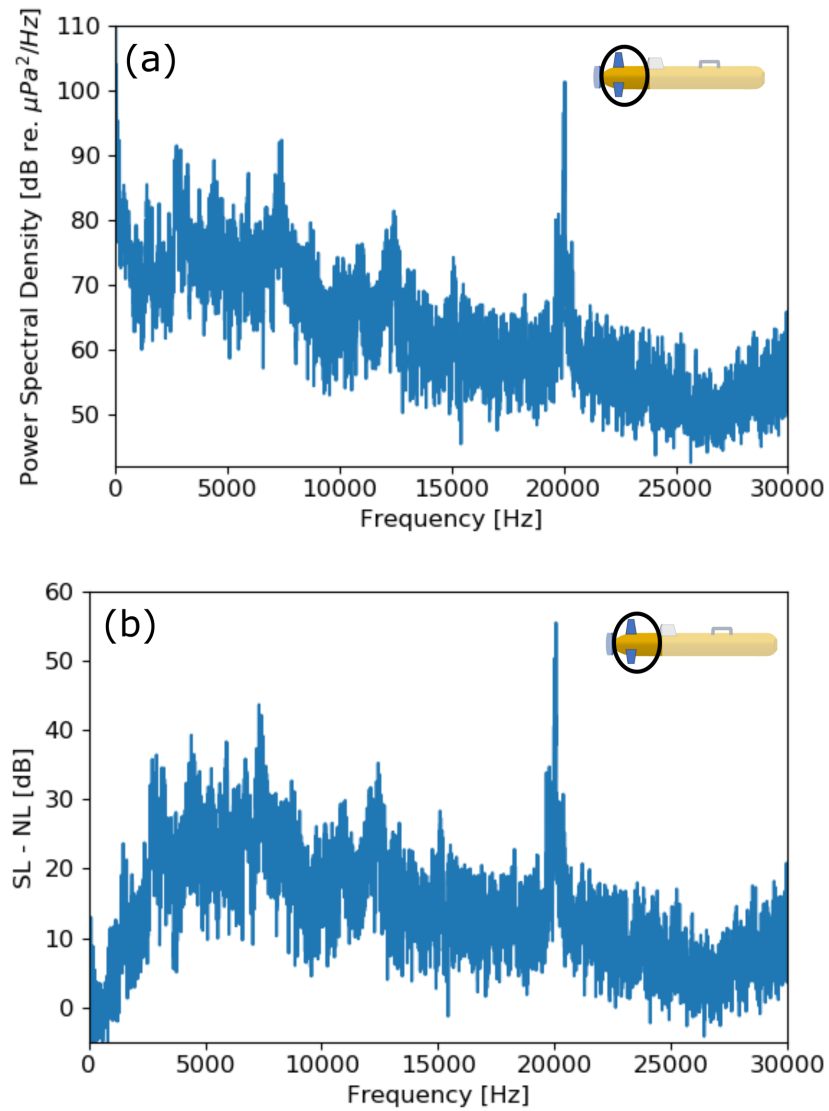 (a)
Power Spectral Density [dB re. μPa²/Hz]
110
100
90
80
70
60
50
0 5000 10000 15000 20000 25000 30000
Frequency [Hz]
(b)
SL - NL [dB]
60
50
40
30
20
10
0
0 5000 10000 15000 20000 25000 30000
Frequency [Hz]